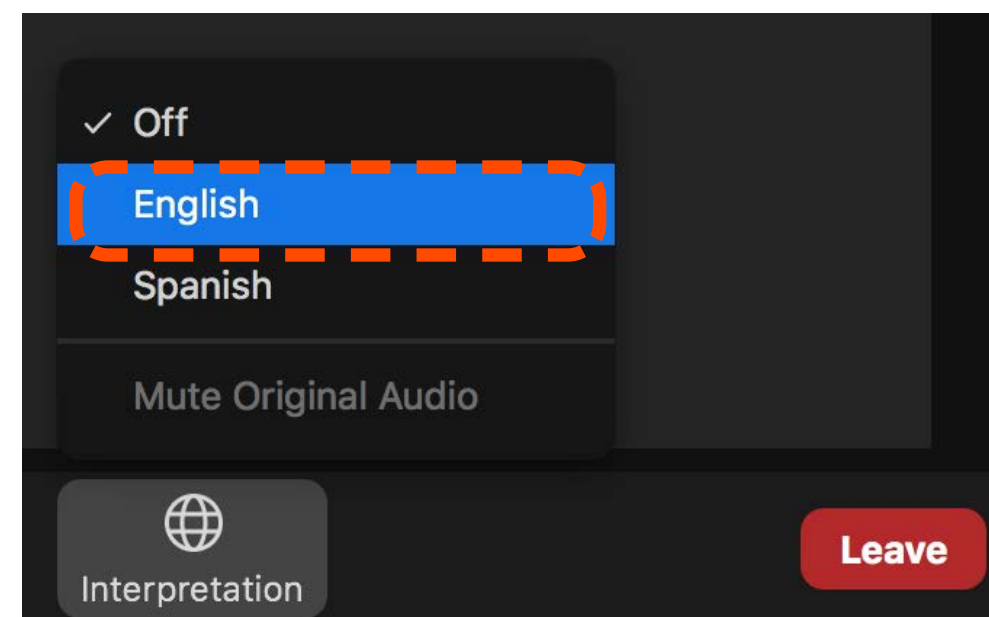 Off
English
Spanish
Mute Original Audio
Interpretation
Leave